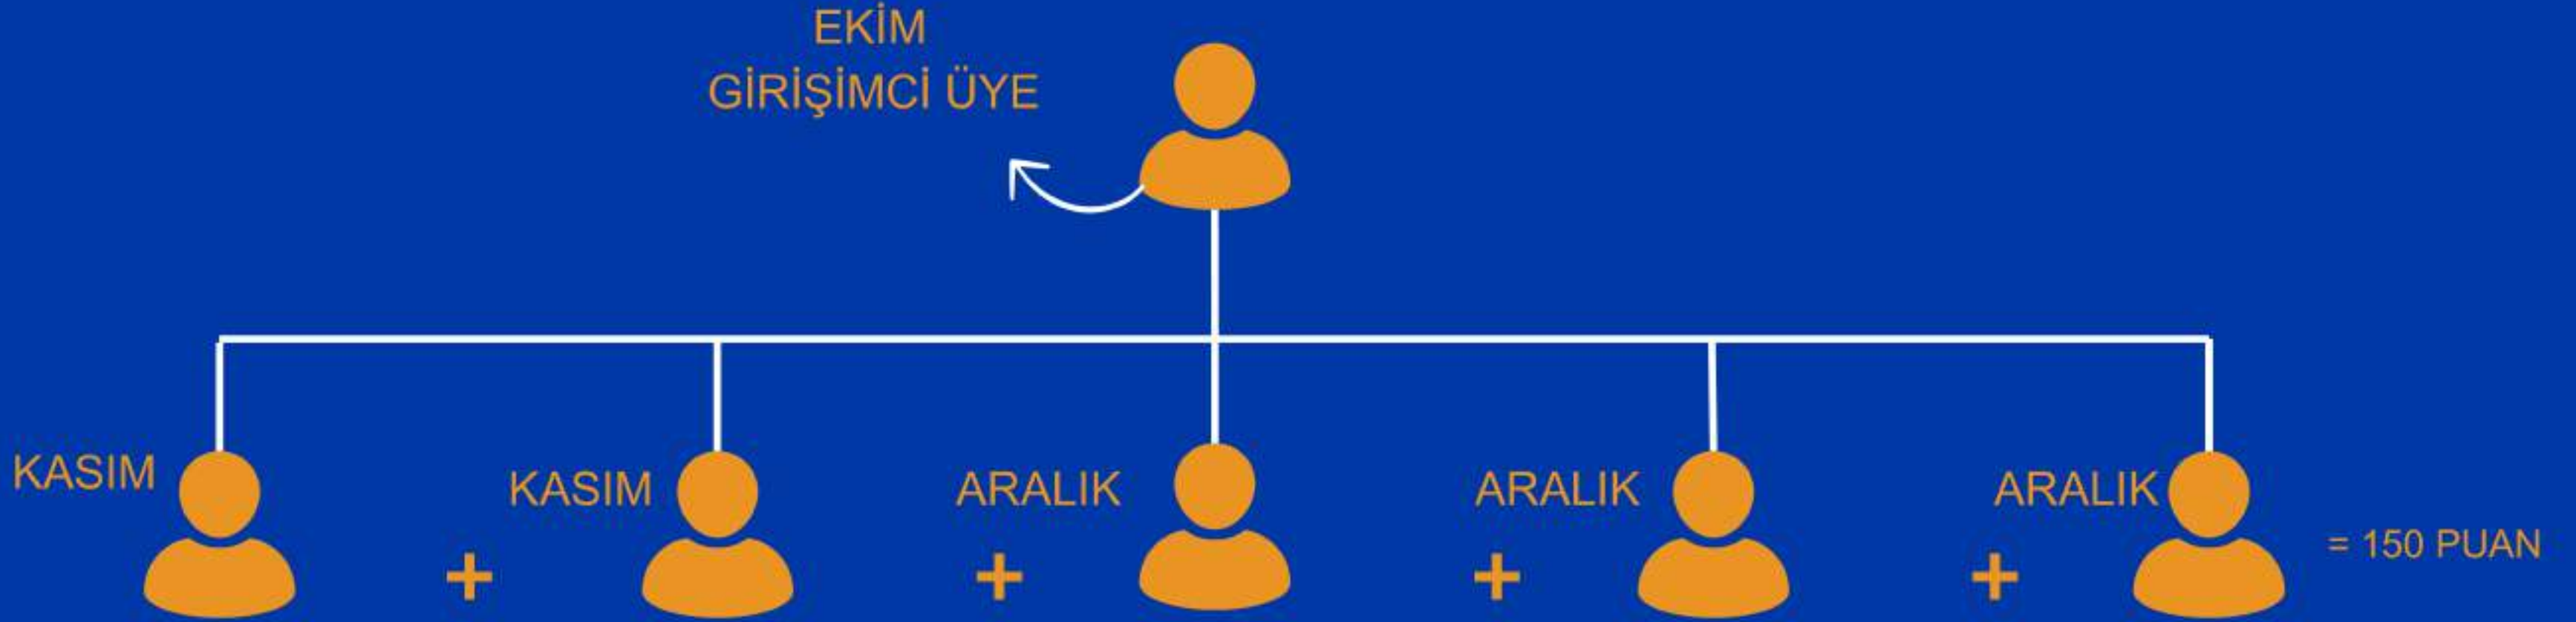 EKİM
GİRİŞİMCİ ÜYE
KASIM
KASIM
ARALIK
ARALIK
ARALIK
+
+
+
+
= 150 PUAN